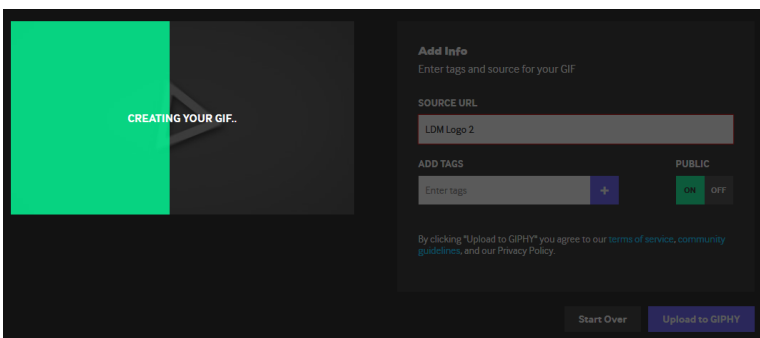 CREATING YOUR GIF..
Add Info
Enter tags and source for your GIF
SOURCE URL
LDM Logo 2
ADD TAGS
PUBLIC
Enter tags
+
ON
OFF
By clicking "Upload to GIPHY" you agree to our terms of service, community
guidelines, and our Privacy Policy.
Start Over
Upload to GIPHY